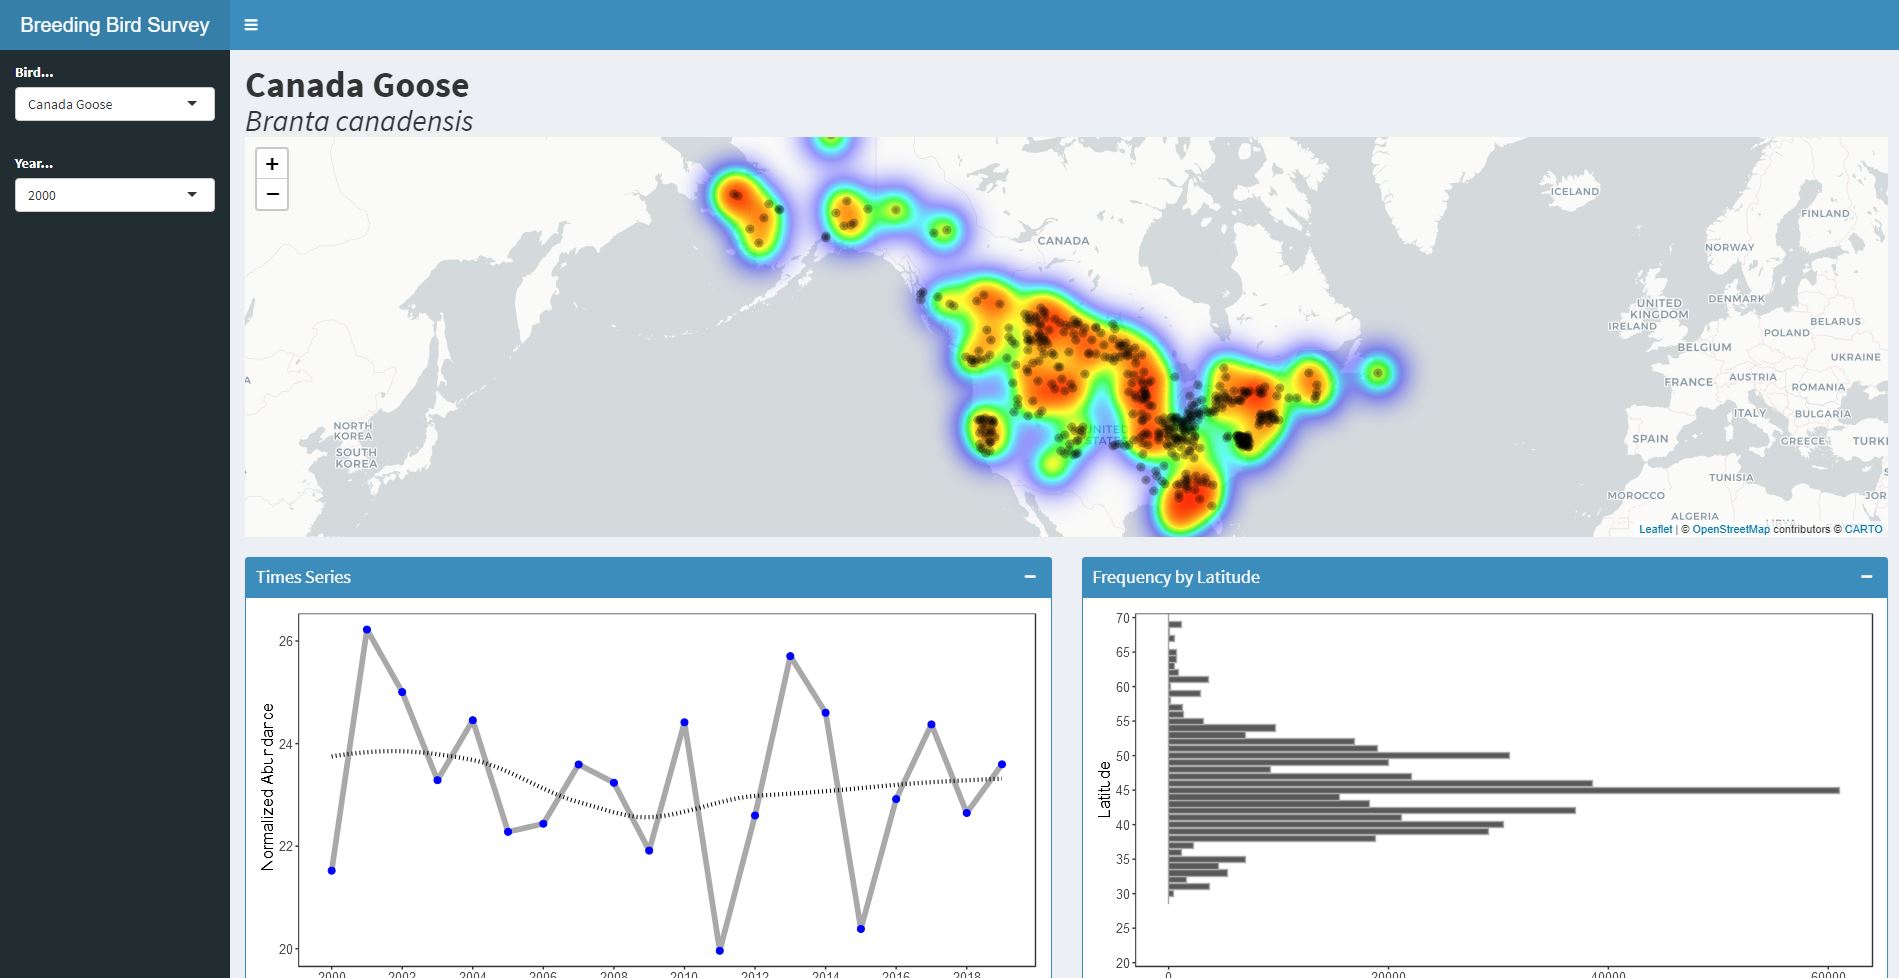 Breeding Bird Survey
Bird...
Canada Goose
Year...
2000
Canada Goose
Branta canadensis
+
−
ICELAND
FINLAND
NORWAY
CANADA
UNITED
KINGDOM
DENMARK
IRELAND
BELARUS
POLAND
BELGIUM
UKRAINE
FRANCE
AUSTRIA
ROMANIA
ITALY
BULGARIA
NORTH
KOREA
SOUTH
KOREA
UNITED
STATES
SPAIN
GREECE
TURKE
TUNISIA
MOROCCO
JOR
ALGERIA
Leaflet | © OpenStreetMap contributors © CARTO
Times Series
Normalized Abundance
26
24
22
20
2000 2002 2004 2006 2008 2010 2012 2014 2016 2018
Frequency by Latitude
Latitude
70
65
60
55
50
45
40
35
30
25
20
0 20000 40000 60000